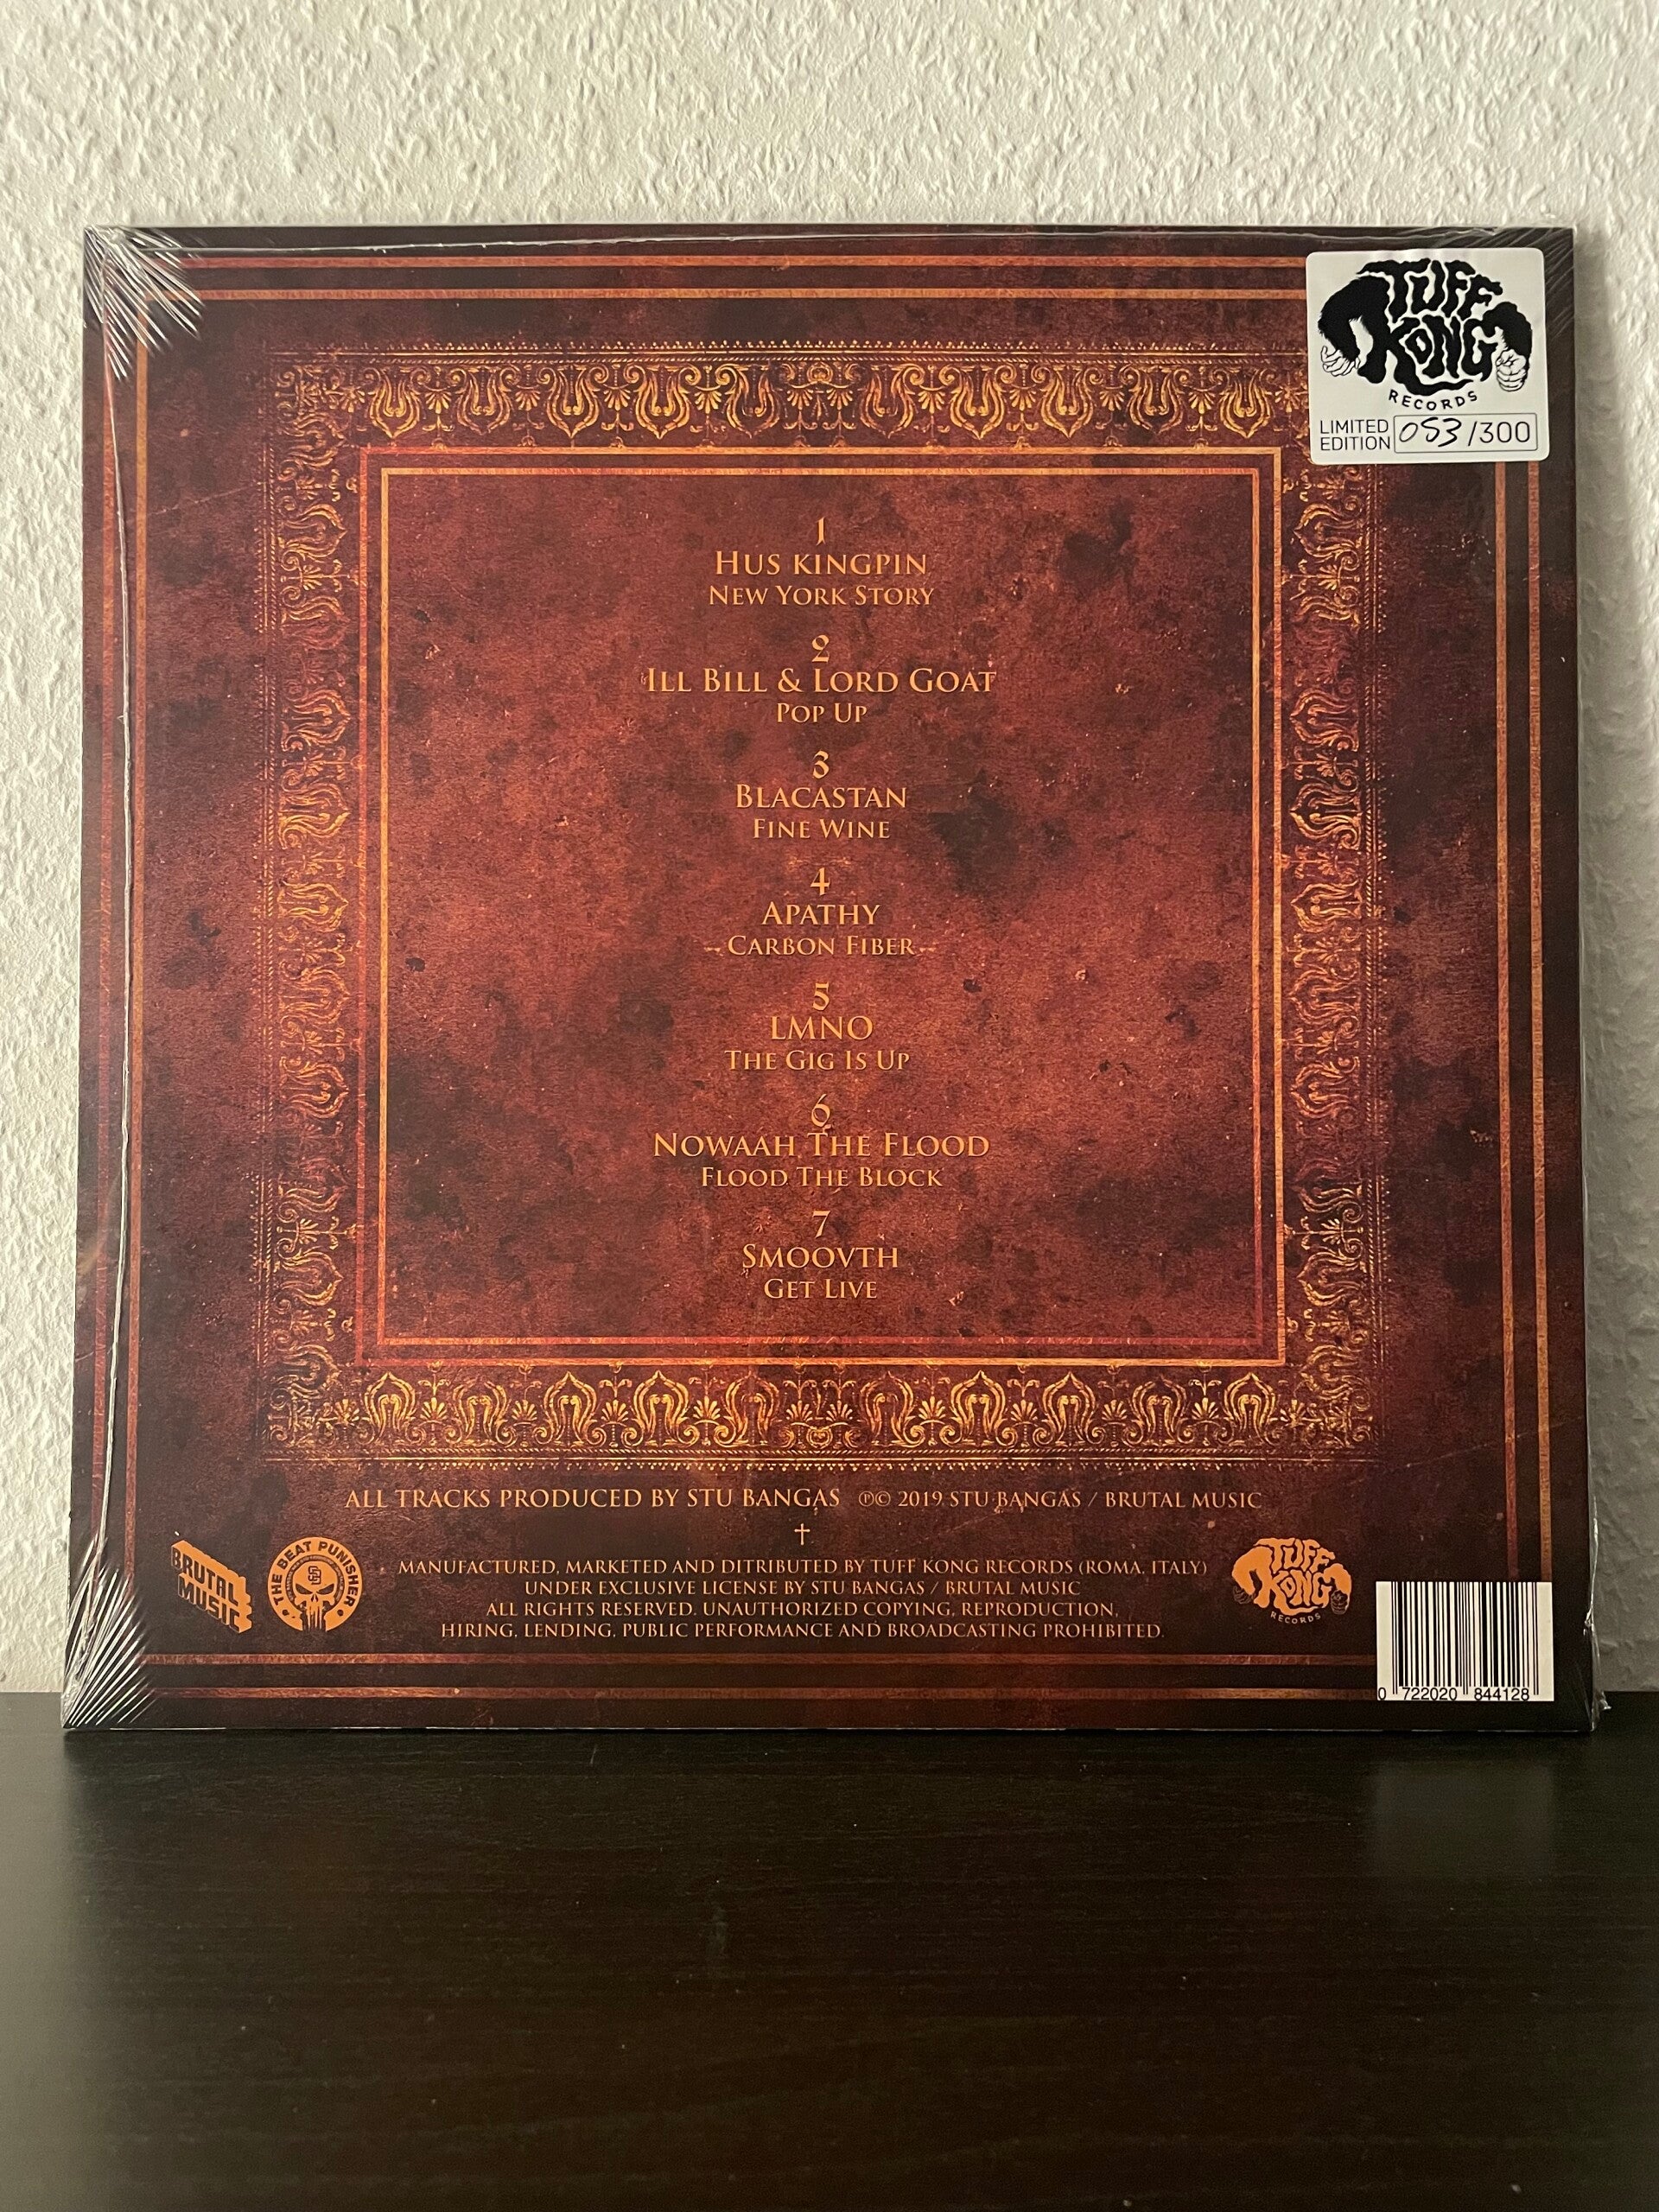 TUFF
KONG
RECORDS
LIMITED
EDITION 053/300
1
HUS KINGPIN
NEW YORK STORY
2
ILL BILL & LORD GOAT
POP UP
3
BLACASTAN
FINE WINE
4
APATHY
CARBON FIBER
5
LMNO
THE GIG IS UP
6
NOWAAH THE FLOOD
FLOOD THE BLOCK
7
SMOOVTH
GET LIVE
ALL TRACKS PRODUCED BY STU BANGAS ℗© 2019 STU BANGAS / BRUTAL MUSIC
BRUTAL
MUSIC
THE BEAT PUNISHER
SB
MANUFACTURED, MARKETED AND DITRIBUTED BY TUFF KONG RECORDS (ROMA, ITALY)
UNDER EXCLUSIVE LICENSE BY STU BANGAS / BRUTAL MUSIC
ALL RIGHTS RESERVED. UNAUTHORIZED COPYING, REPRODUCTION,
HIRING, LENDING, PUBLIC PERFORMANCE AND BROADCASTING PROHIBITED.
TUFF
KONG
RECORDS
0 722020 844128